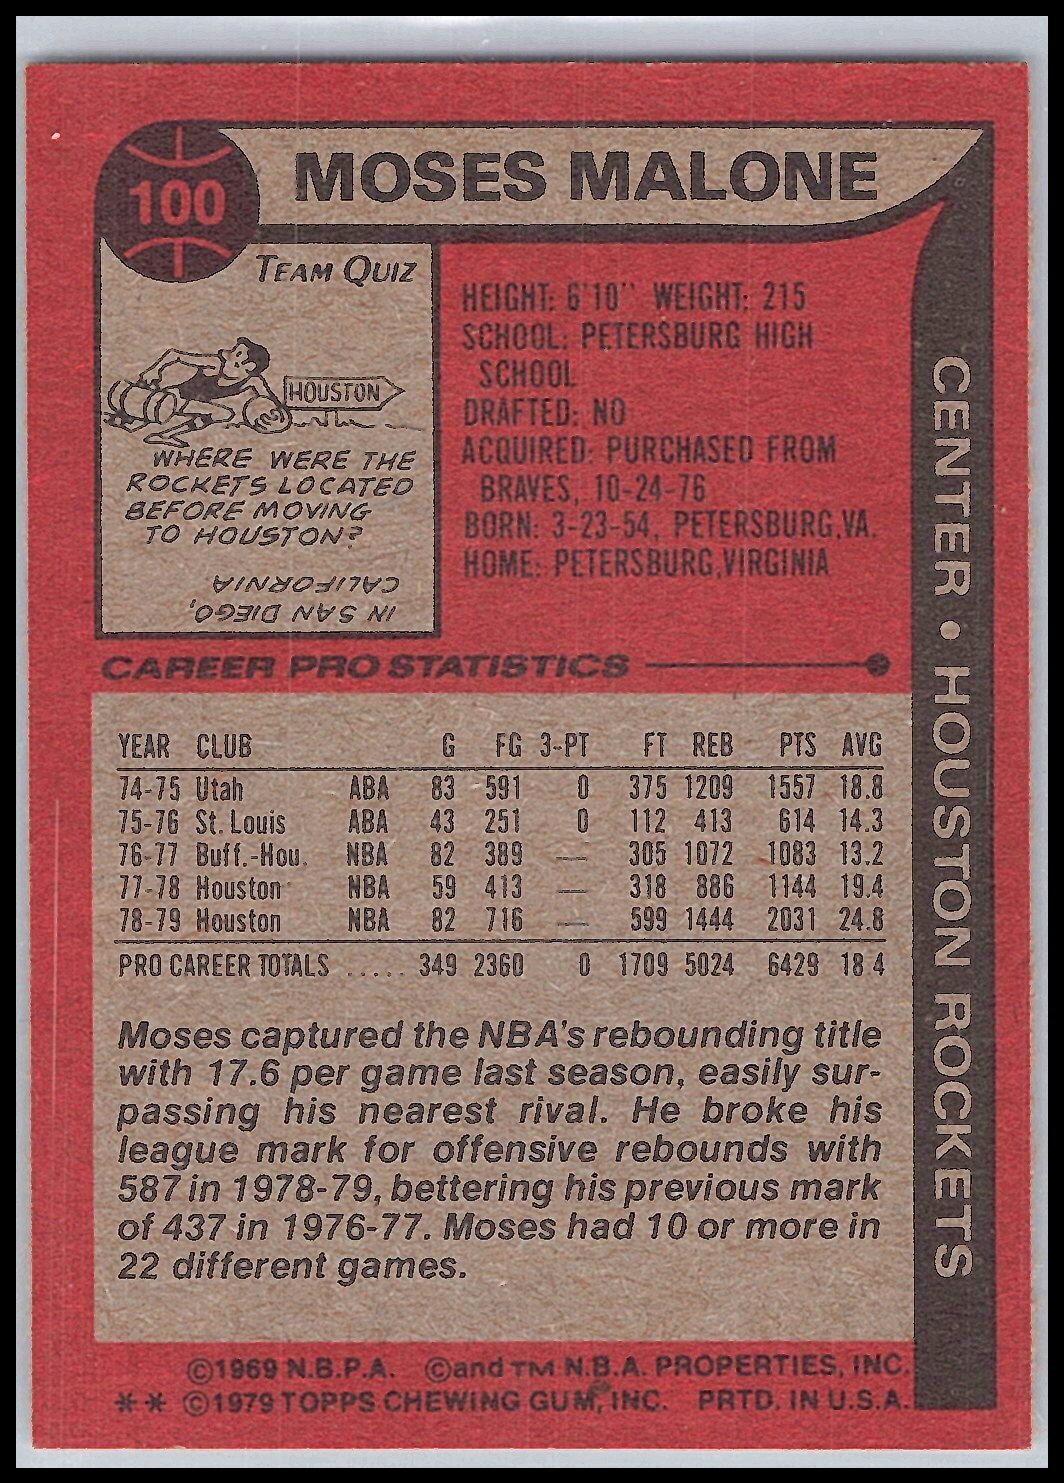 100
MOSES MALONE
TEAM QUIZ
HOUSTON
WHERE WERE THE
ROCKETS LOCATED
BEFORE MOVING
TO HOUSTON?
IN SAN DIEGO,
CALIFORNIA
HEIGHT: 6'10" WEIGHT: 215
SCHOOL: PETERSBURG HIGH
SCHOOL
DRAFTED: NO
ACQUIRED: PURCHASED FROM
BRAVES, 10-24-76
BORN: 3-23-54, PETERSBURG, VA.
HOME: PETERSBURG, VIRGINIA
CENTER • HOUSTON ROCKETS
CAREER PRO STATISTICS
YEAR CLUB G FG 3-PT FT REB PTS AVG
74-75 Utah ABA 83 591 0 375 1209 1557 18.8
75-76 St. Louis ABA 43 251 0 112 413 614 14.3
76-77 Buff.-Hou. NBA 82 389 — 305 1072 1083 13.2
77-78 Houston NBA 59 413 — 318 886 1144 19.4
78-79 Houston NBA 82 716 — 599 1444 2031 24.8
PRO CAREER TOTALS ..... 349 2360 0 1709 5024 6429 18.4
Moses captured the NBA's rebounding title
with 17.6 per game last season, easily sur-
passing his nearest rival. He broke his
league mark for offensive rebounds with
587 in 1978-79, bettering his previous mark
of 437 in 1976-77. Moses had 10 or more in
22 different games.
©1969 N.B.P.A. ©and TM N.B.A. PROPERTIES, INC.
** ©1979 TOPPS CHEWING GUM, INC. PRTD. IN U.S.A.